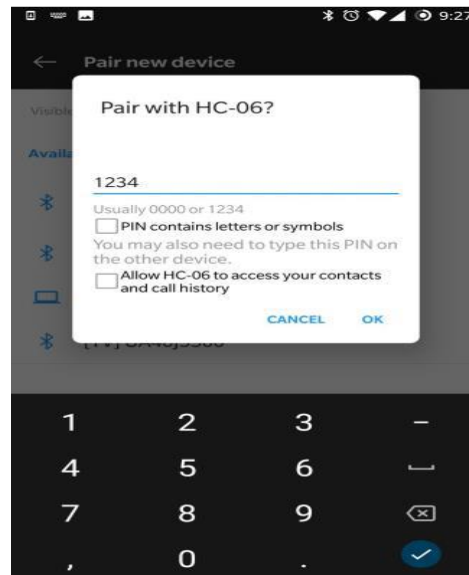 9:27
Pair new device
Visible
Pair with HC-06?
Availa
1234
Usually 0000 or 1234
PIN contains letters or symbols
You may also need to type this PIN on
the other device.
Allow HC-06 to access your contacts
and call history
CANCEL OK
1 2 3 –
4 5 6
7 8 9
, 0 .